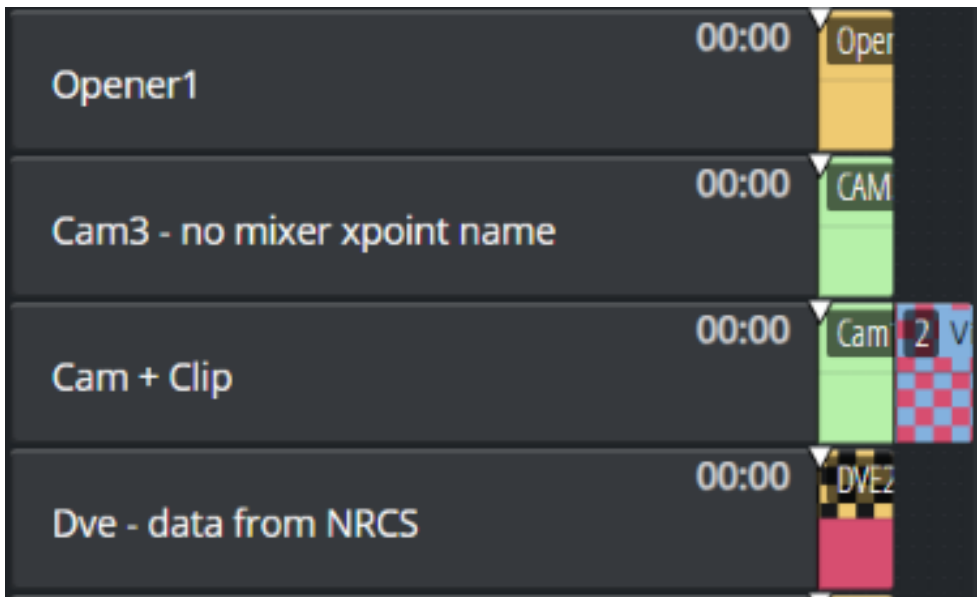 00:00
Oper
Opener1
00:00
CAM
Cam3 - no mixer xpoint name
00:00
Cam
2
Cam + Clip
00:00
DVE2
Dve - data from NRCS